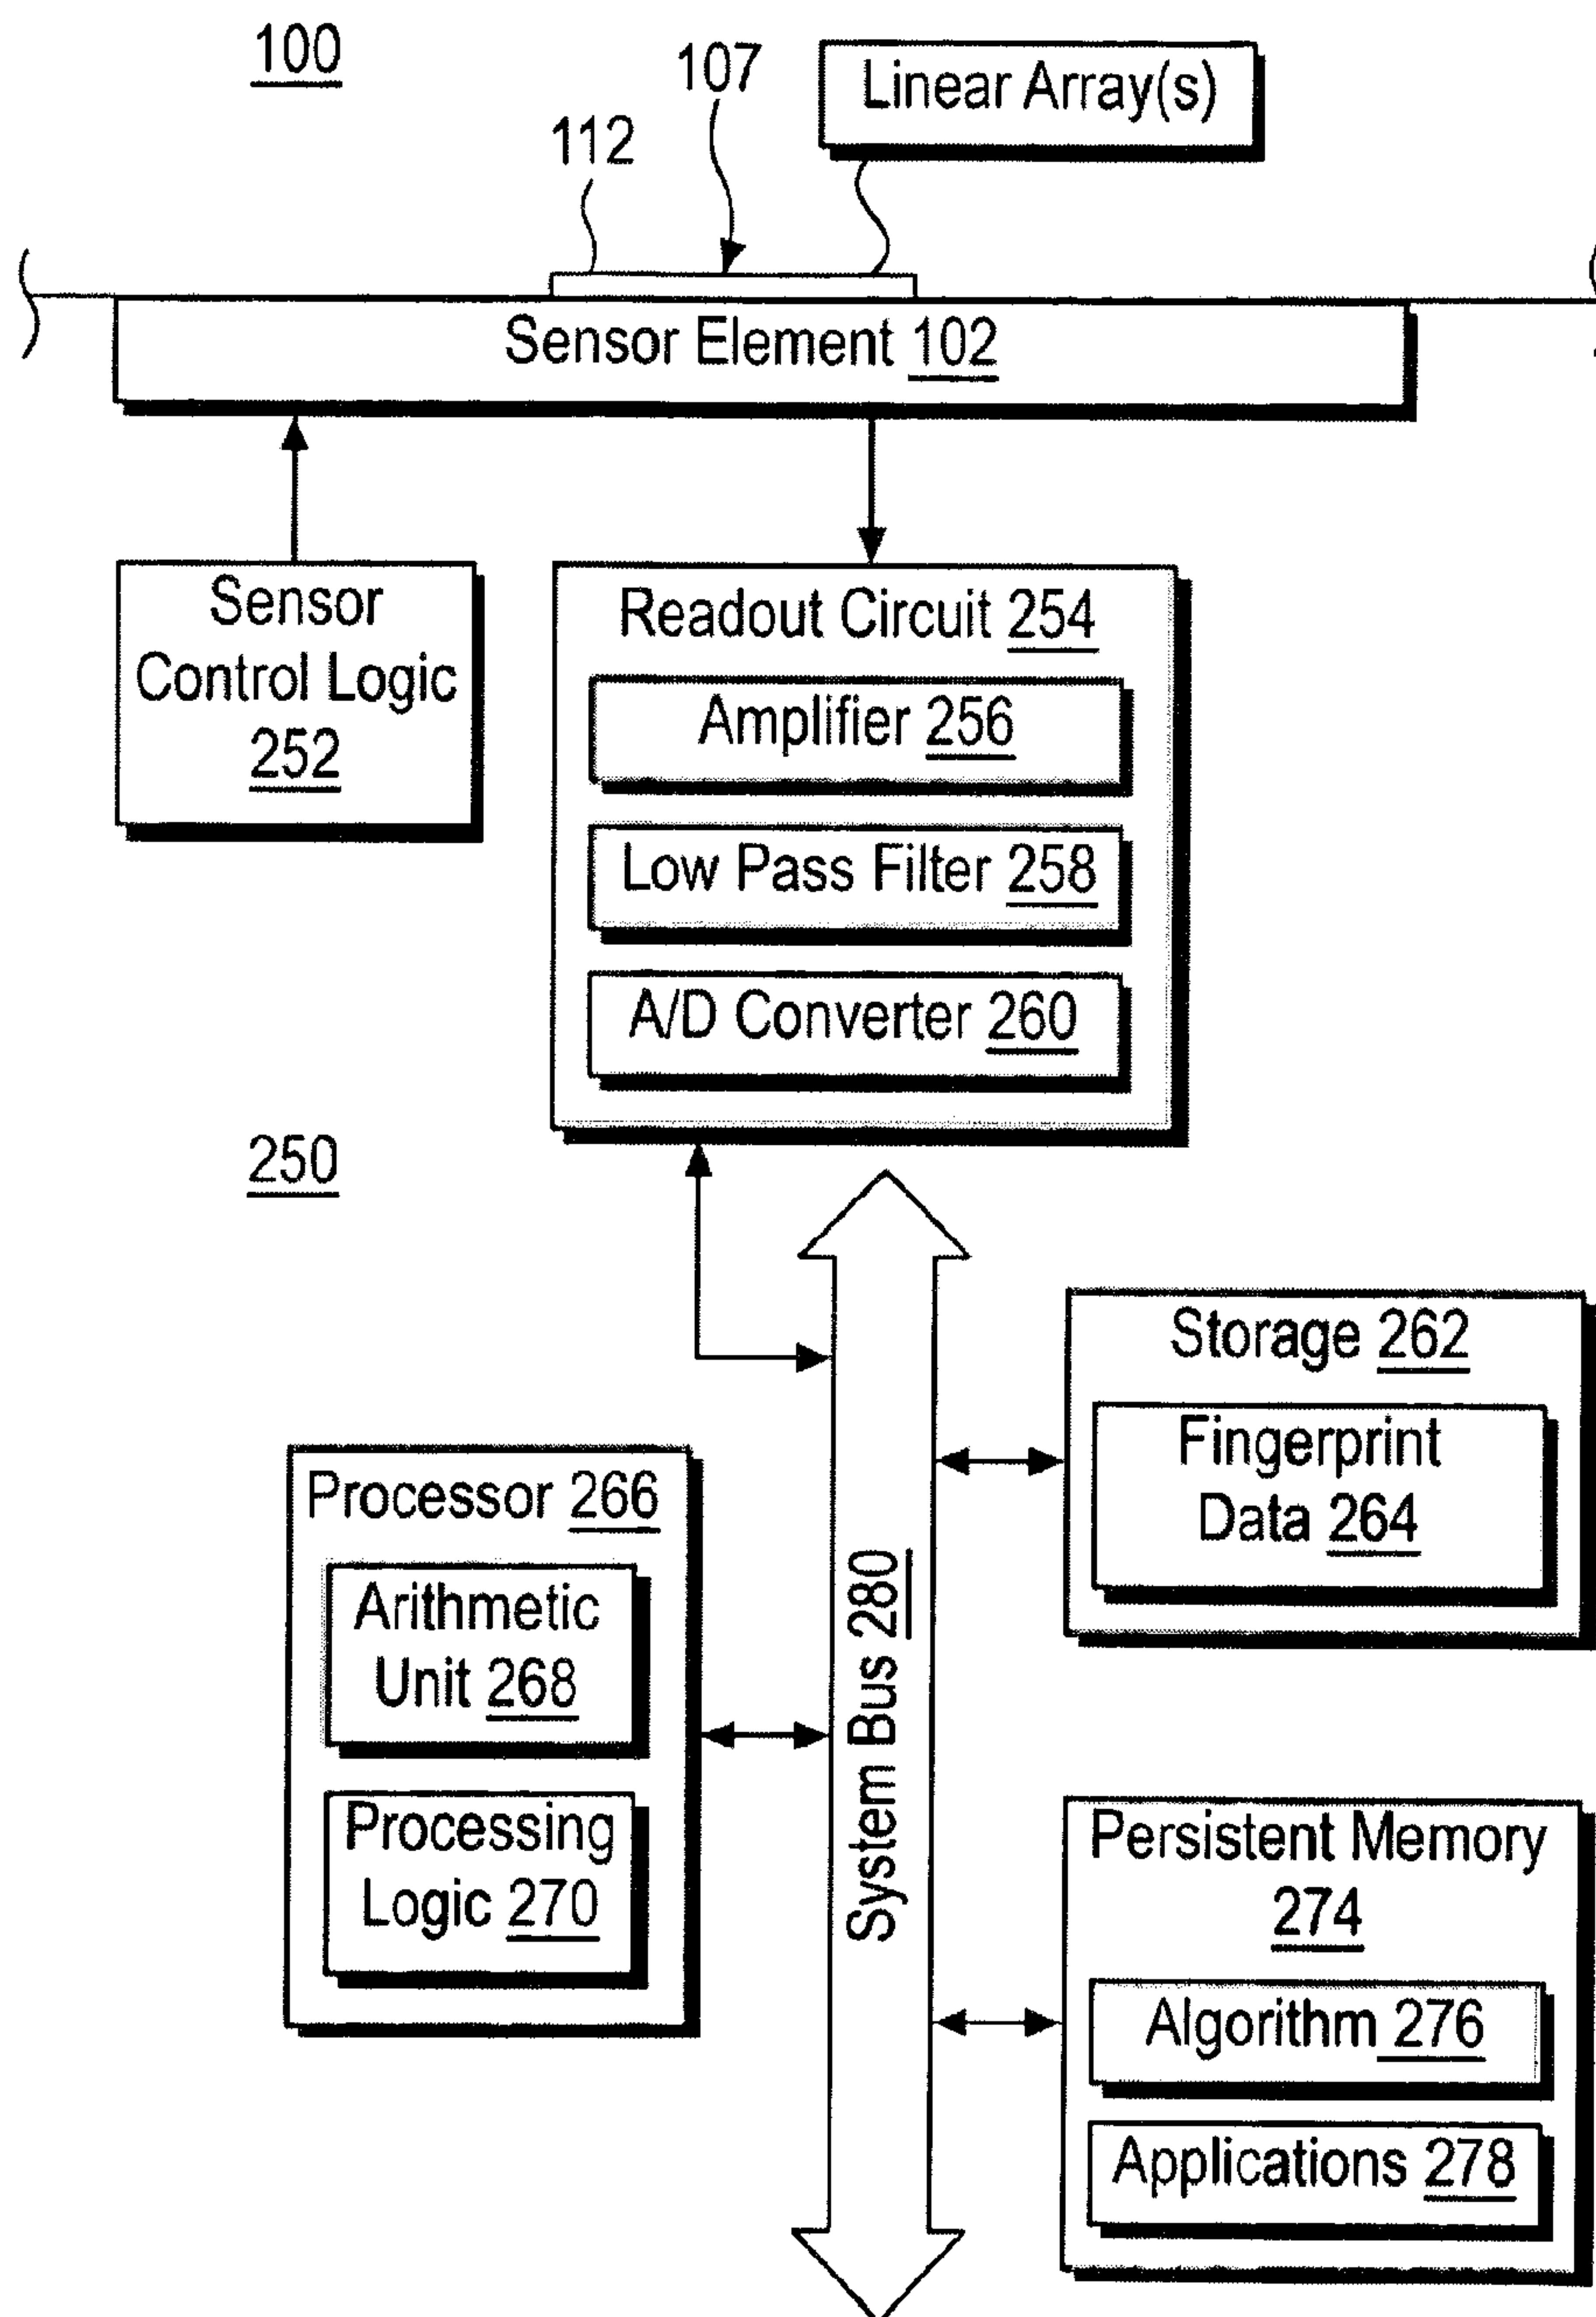 100
107
Linear Array(s)
112
Sensor Element 102
Sensor
Control Logic
252
Readout Circuit 254
Amplifier 256
Low Pass Filter 258
A/D Converter 260
250
Storage 262
Fingerprint
Data 264
Processor 266
Arithmetic
Unit 268
Processing
Logic 270
System Bus 280
Persistent Memory
274
Algorithm 276
Applications 278